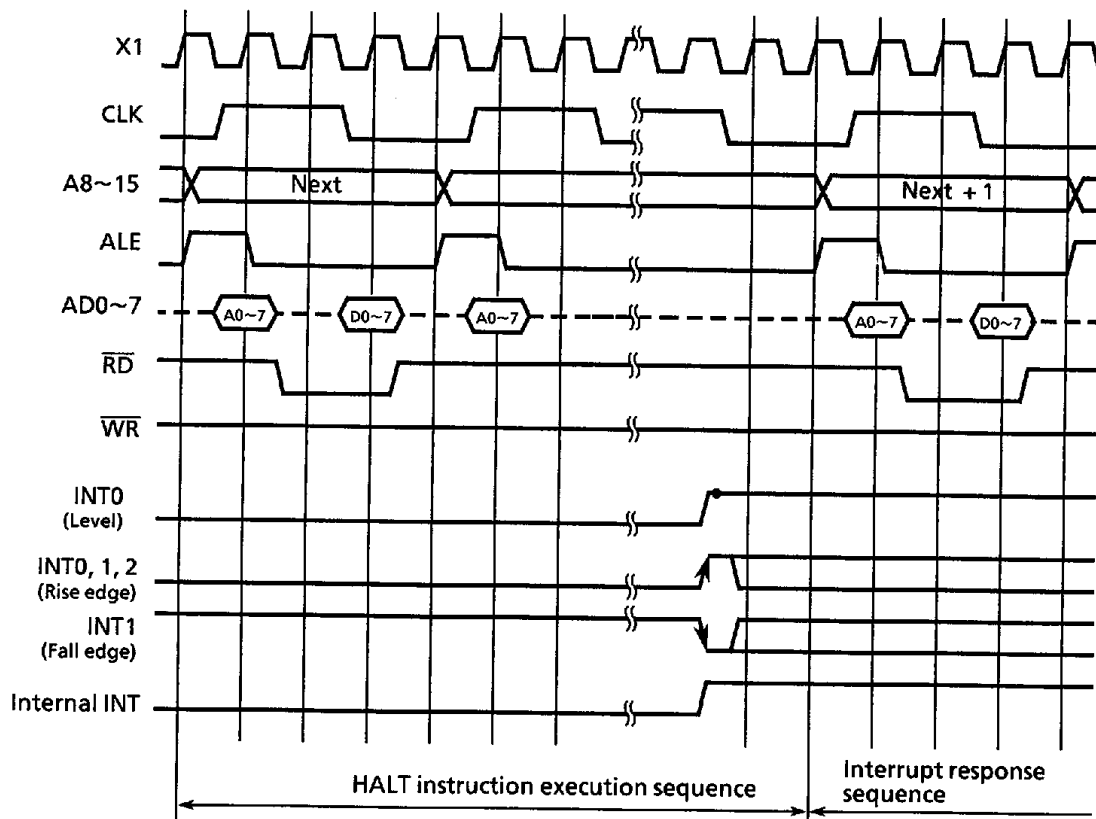 X1
CLK
A8~15
Next
Next + 1
ALE
AD0~7
A0~7
D0~7
A0~7
A0~7
D0~7
RD
WR
INT0
(Level)
INT0, 1, 2
(Rise edge)
INT1
(Fall edge)
Internal INT
HALT instruction execution sequence
Interrupt response
sequence